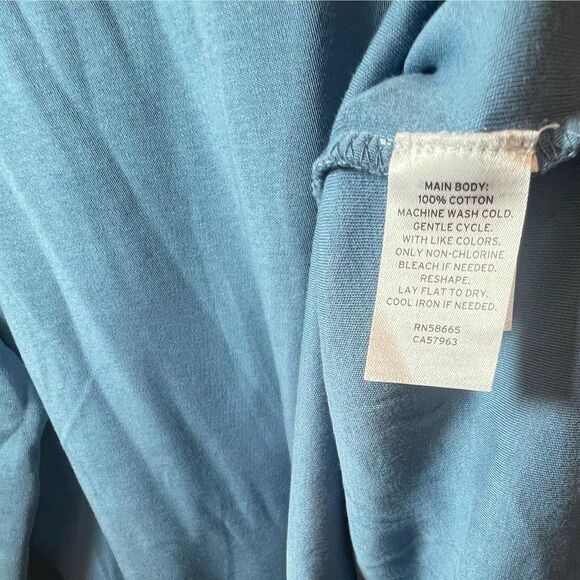 MAIN BODY:
100% COTTON
MACHINE WASH COLD.
GENTLE CYCLE.
WITH LIKE COLORS.
ONLY NON-CHLORINE
BLEACH IF NEEDED.
RESHAPE.
LAY FLAT TO DRY.
COOL IRON IF NEEDED.
RN58665
CA57963